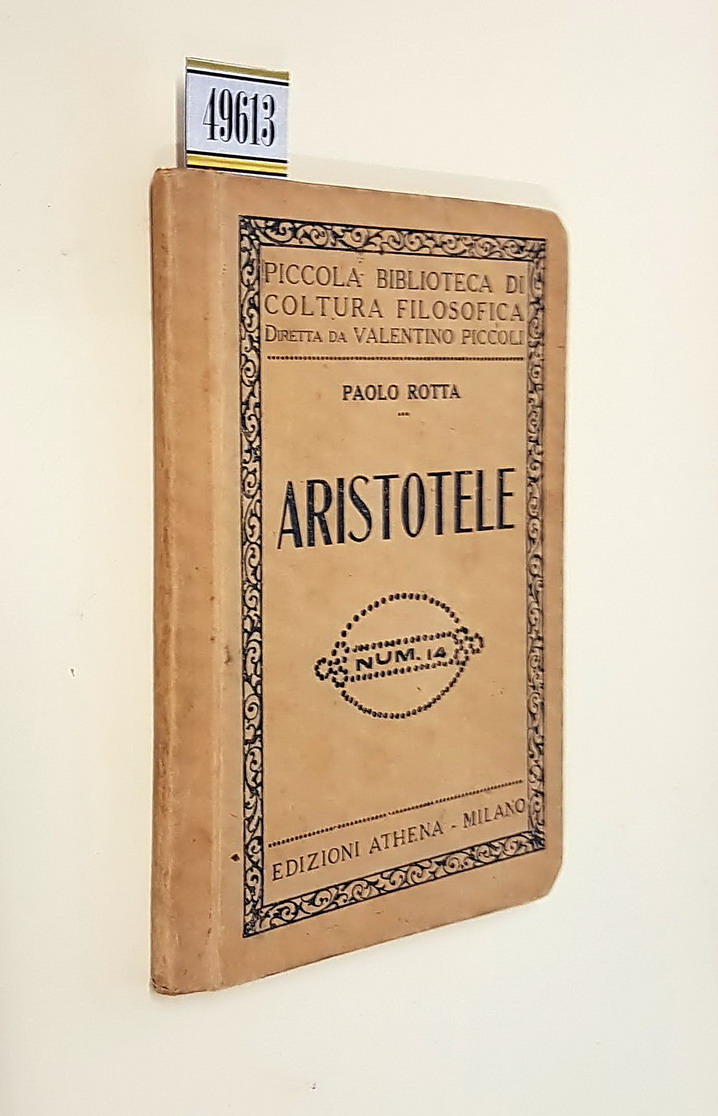 49613
PICCOLA BIBLIOTECA DI
COLTURA FILOSOFICA
DIRETTA DA VALENTINO PICCOLI
PAOLO ROTTA
ARISTOTELE
NUM. 14
EDIZIONI ATHENA - MILANO